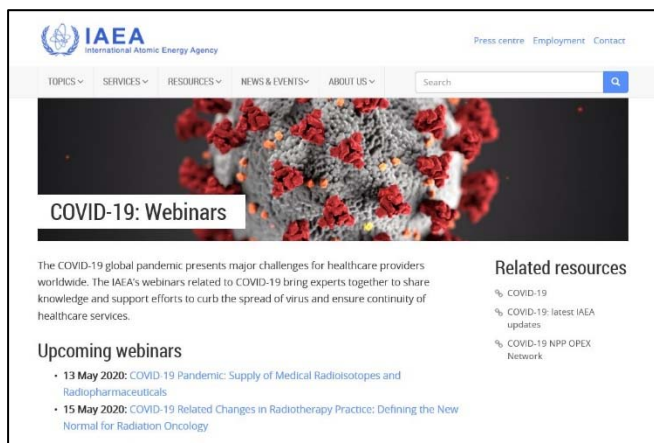 IAEA
International Atomic Energy Agency
Press centre Employment Contact
TOPICS SERVICES RESOURCES NEWS & EVENTS ABOUT US Search
COVID-19: Webinars
The COVID-19 global pandemic presents major challenges for healthcare providers
worldwide. The IAEA's webinars related to COVID-19 bring experts together to share
knowledge and support efforts to curb the spread of virus and ensure continuity of
healthcare services.
Upcoming webinars
• 13 May 2020: COVID-19 Pandemic: Supply of Medical Radioisotopes and
Radiopharmaceuticals
• 15 May 2020: COVID-19 Related Changes in Radiotherapy Practice: Defining the New
Normal for Radiation Oncology
Related resources
COVID-19
COVID-19: latest IAEA
updates
COVID-19 NPP OPEX
Network